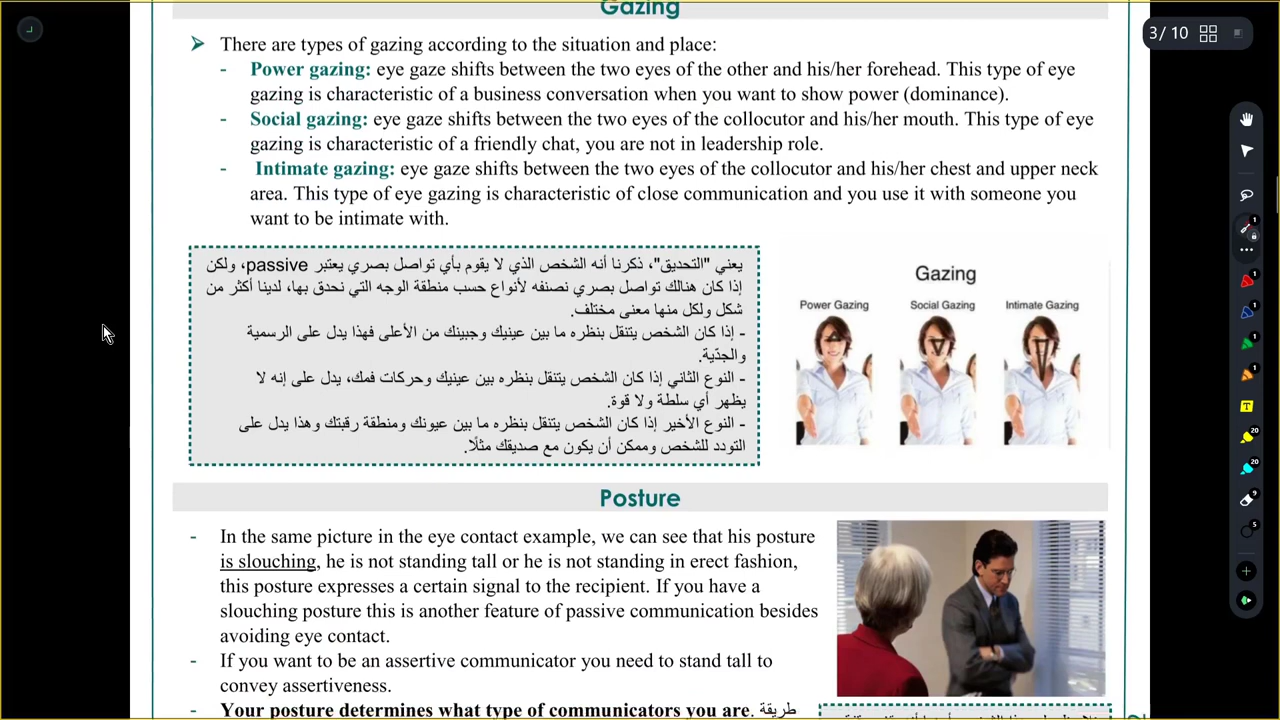 Gazing
3/ 10
➤ There are types of gazing according to the situation and place:
- Power gazing: eye gaze shifts between the two eyes of the other and his/her forehead. This type of eye
gazing is characteristic of a business conversation when you want to show power (dominance).
- Social gazing: eye gaze shifts between the two eyes of the collocutor and his/her mouth. This type of eye
gazing is characteristic of a friendly chat, you are not in leadership role.
- Intimate gazing: eye gaze shifts between the two eyes of the collocutor and his/her chest and upper neck
area. This type of eye gazing is characteristic of close communication and you use it with someone you
want to be intimate with.
يعني "التحديق"، ذكرنا أنه الشخص الذي لا يقوم بأي تواصل بصري يعتبر passive، ولكن
إذا كان هنالك تواصل بصري نصنفه لأنواع حسب منطقة الوجه التي نحدق بها، لدينا أكثر من
شكل ولكل منها معنى مختلف.
- إذا كان الشخص يتنقل بنظره ما بين عينيك وجبينك من الأعلى فهذا يدل على الرسمية
والجدّية.
- النوع الثاني إذا كان الشخص يتنقل بنظره بين عينيك وحركات فمك، يدل على إنه لا
يظهر أي سلطة ولا قوة.
- النوع الأخير إذا كان الشخص يتنقل بنظره ما بين عيونك ومنطقة رقبتك وهذا يدل على
التودد للشخص وممكن أن يكون مع صديقك مثلًا.
Gazing
Power Gazing Social Gazing Intimate Gazing
Posture
- In the same picture in the eye contact example, we can see that his posture
is slouching, he is not standing tall or he is not standing in erect fashion,
this posture expresses a certain signal to the recipient. If you have a
slouching posture this is another feature of passive communication besides
avoiding eye contact.
- If you want to be an assertive communicator you need to stand tall to
convey assertiveness.
- Your posture determines what type of communicators you are. طريقة
1
1
1
1
T
20
20
9
5